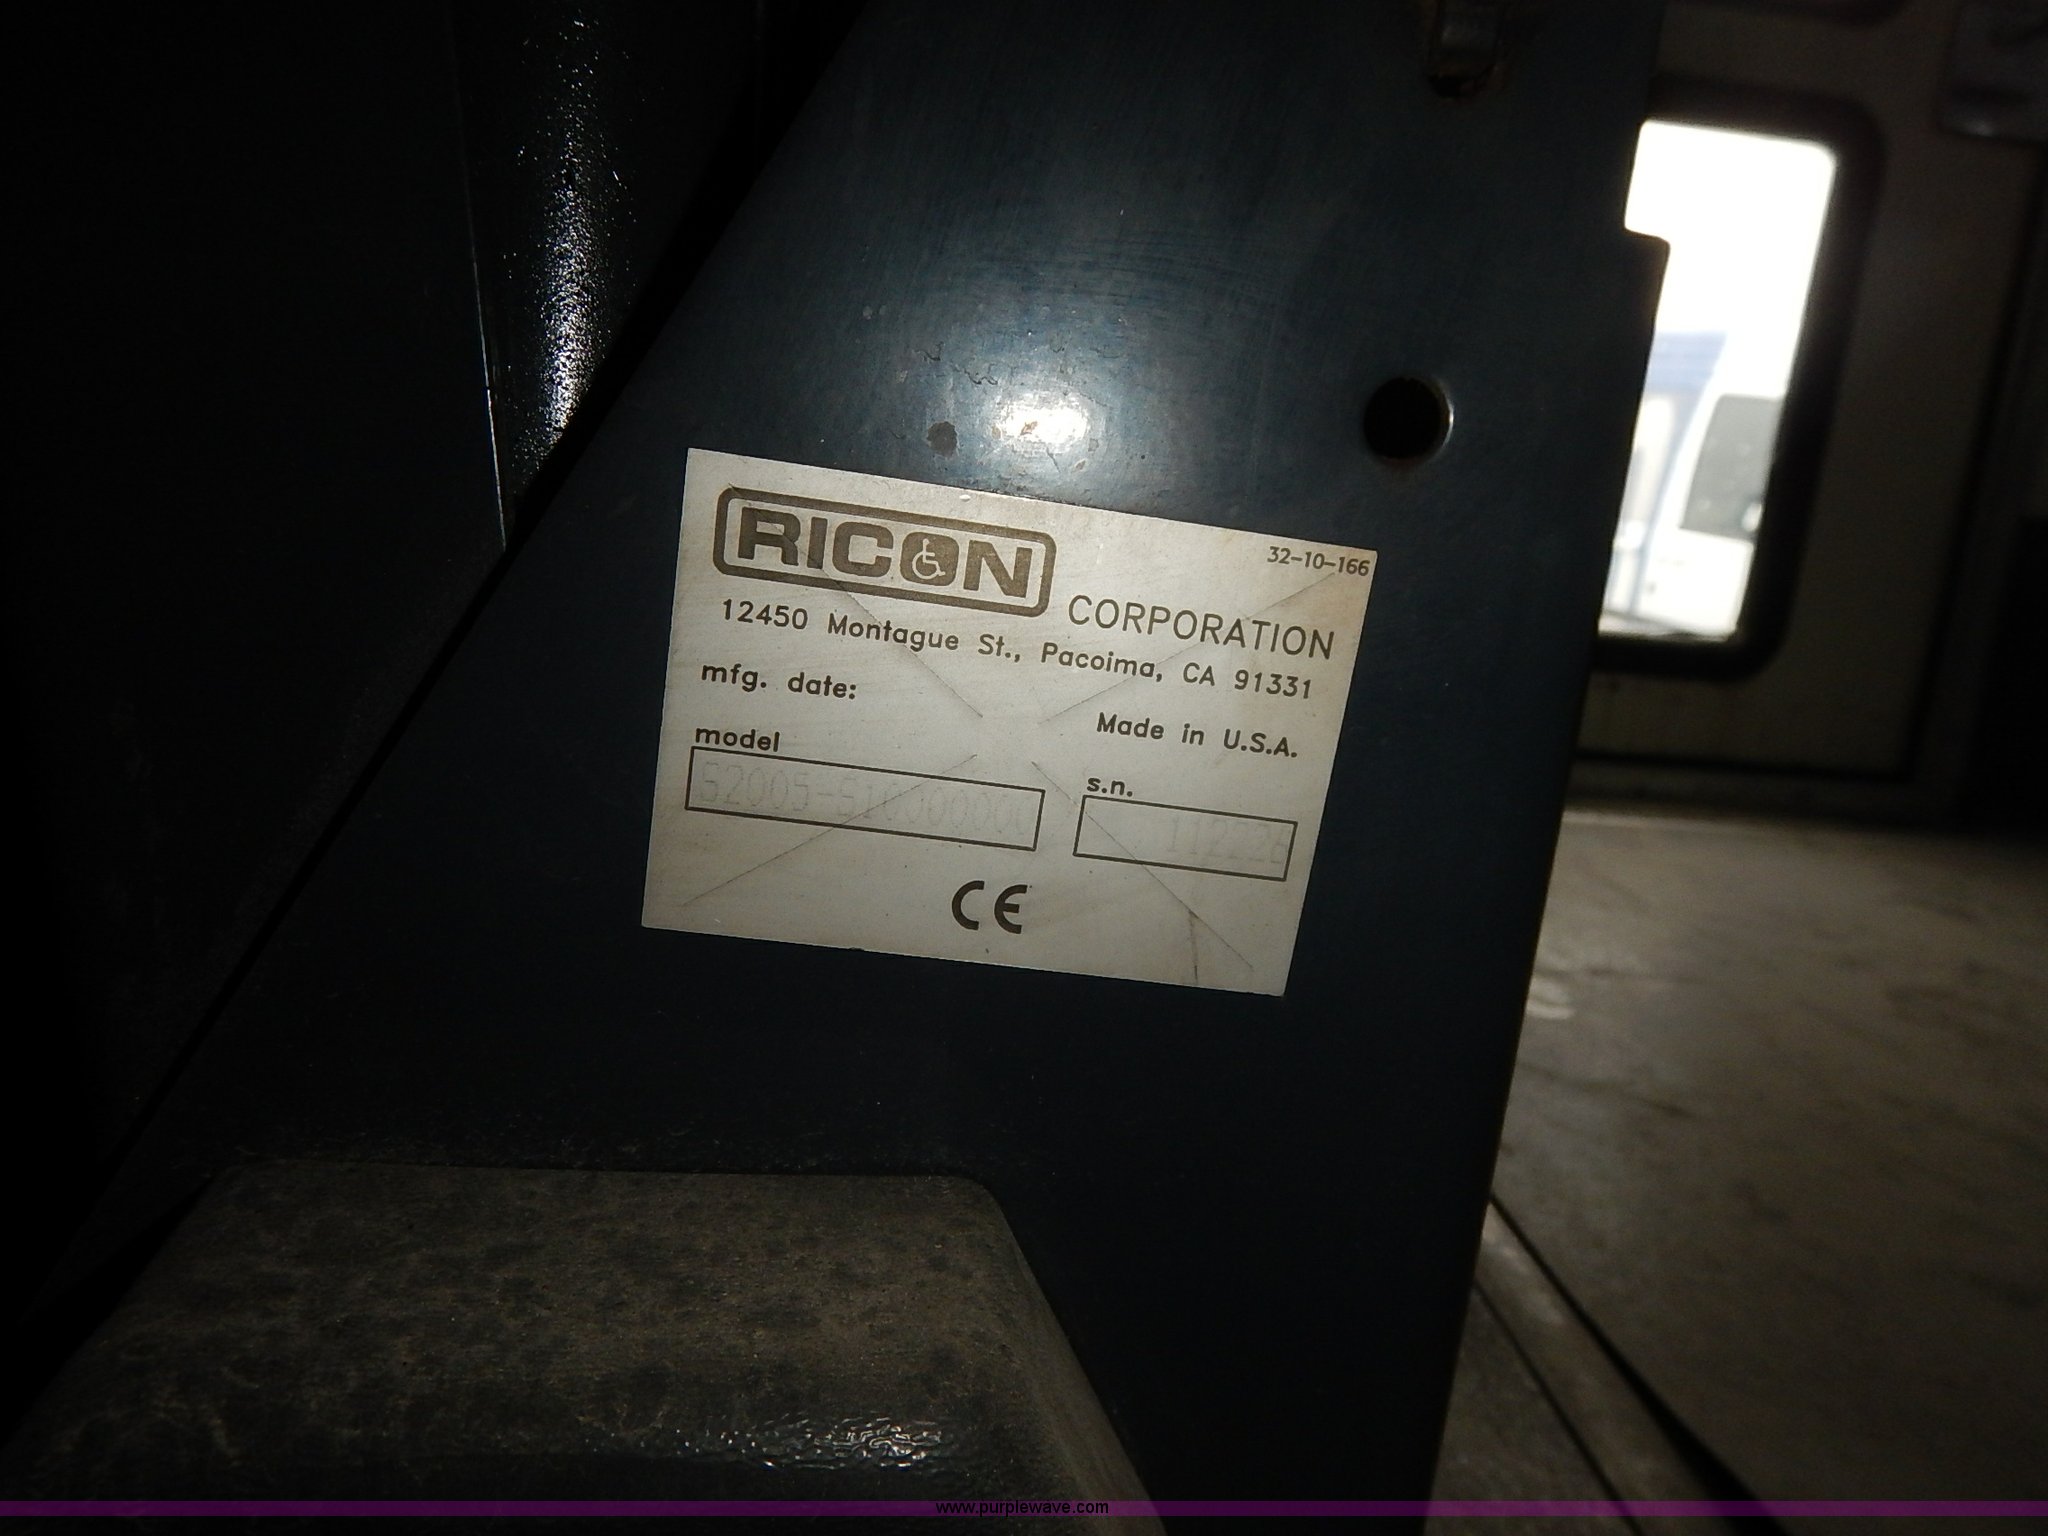 RICON CORPORATION
32-10-166
12450 Montague St., Pacoima, CA 91331
mfg. date:
Made in U.S.A.
model
s.n.
CE
www.purplewave.com